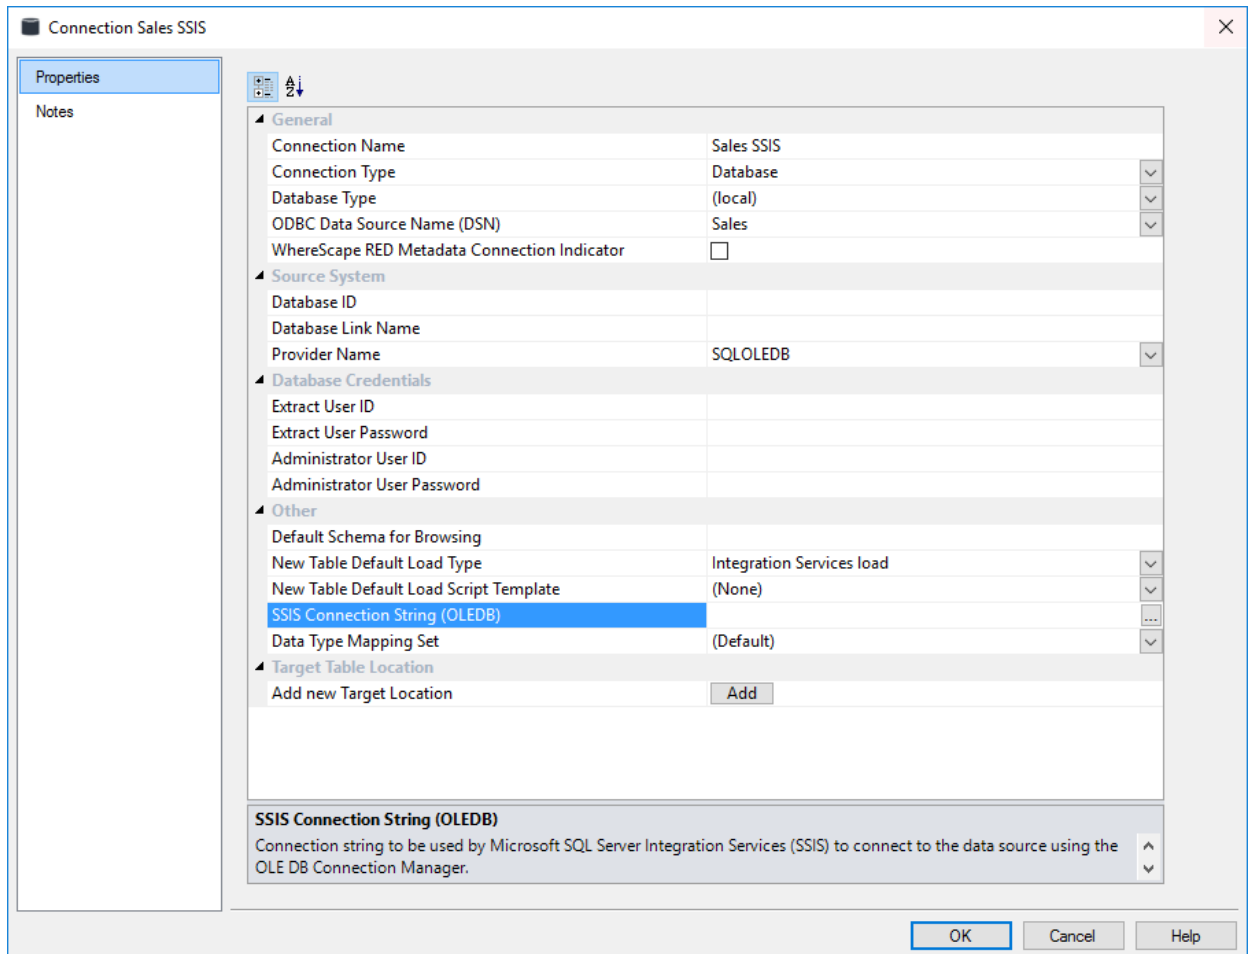 Connection Sales SSIS
Properties
Notes
General
Connection Name Sales SSIS
Connection Type Database
Database Type (local)
ODBC Data Source Name (DSN) Sales
WhereScape RED Metadata Connection Indicator
Source System
Database ID
Database Link Name
Provider Name SQLOLEDB
Database Credentials
Extract User ID
Extract User Password
Administrator User ID
Administrator User Password
Other
Default Schema for Browsing
New Table Default Load Type Integration Services load
New Table Default Load Script Template (None)
SSIS Connection String (OLEDB) ...
Data Type Mapping Set (Default)
Target Table Location
Add new Target Location Add
SSIS Connection String (OLEDB)
Connection string to be used by Microsoft SQL Server Integration Services (SSIS) to connect to the data source using the
OLE DB Connection Manager.
OK Cancel Help